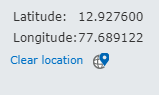 Latitude: 12.927600
Longitude:77.689122
Clear location